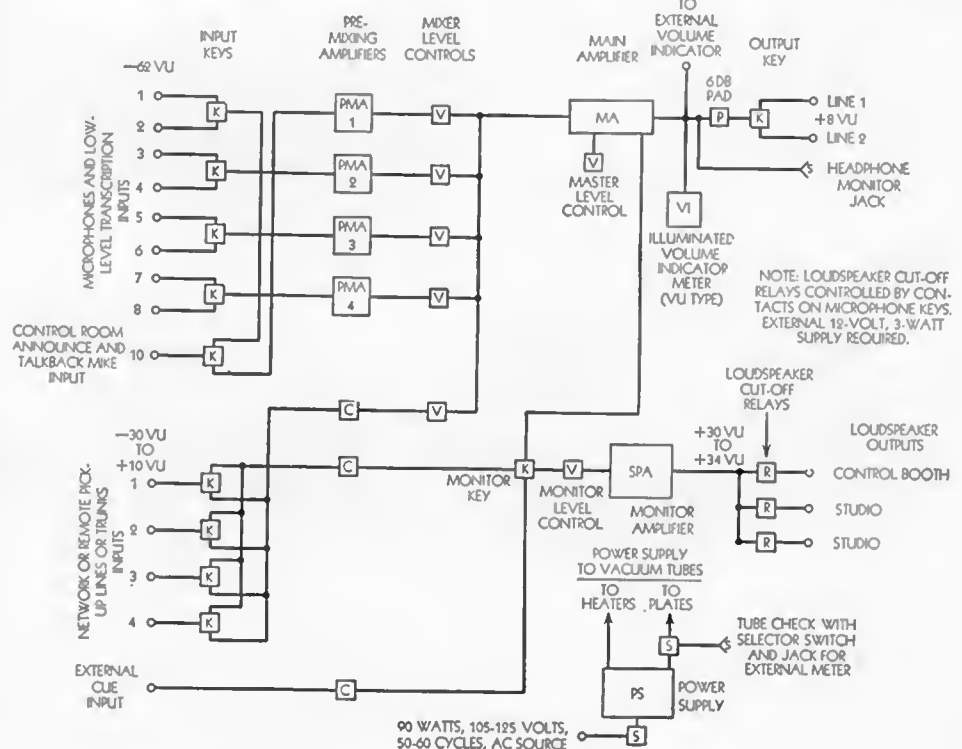 TO
EXTERNAL
VOLUME
INDICATOR
INPUT
KEYS
PRE-
MIXING
AMPLIFIERS
MIXER
LEVEL
CONTROLS
MAIN
AMPLIFIER
OUTPUT
KEY
6 DB
PAD
—62 VU
1
2
3
4
5
6
7
8
10
MICROPHONES AND LOW-
LEVEL TRANSCRIPTION
INPUTS
K
K
K
K
K
PMA
1
PMA
2
PMA
3
PMA
4
V
V
V
V
MA
V
MASTER
LEVEL
CONTROL
P
K
LINE 1
+8 VU
LINE 2
S
HEADPHONE
MONITOR
JACK
VI
ILLUMINATED
VOLUME
INDICATOR
METER
(VU TYPE)
NOTE: LOUDSPEAKER CUT-OFF
RELAYS CONTROLLED BY CON-
TACTS ON MICROPHONE KEYS.
EXTERNAL 12-VOLT, 3-WATT
SUPPLY REQUIRED.
CONTROL ROOM
ANNOUNCE AND
TALKBACK MIKE
INPUT
C
V
—30 VU
TO
+10 VU
1
2
3
4
NETWORK OR REMOTE PICK-
UP LINES OR TRUNKS
INPUTS
K
K
K
K
C
MONITOR
KEY
K
V
MONITOR
LEVEL
CONTROL
SPA
MONITOR
AMPLIFIER
+30 VU
TO
+34 VU
LOUDSPEAKER
CUT-OFF
RELAYS
R
R
R
LOUDSPEAKER
OUTPUTS
CONTROL BOOTH
STUDIO
STUDIO
POWER SUPPLY
TO VACUUM TUBES
TO
HEATERS
TO
PLATES
S
TUBE CHECK WITH
SELECTOR SWITCH
AND JACK FOR
EXTERNAL METER
S
EXTERNAL
CUE
INPUT
C
PS
POWER
SUPPLY
90 WATTS, 105-125 VOLTS,
50-60 CYCLES, AC SOURCE
S